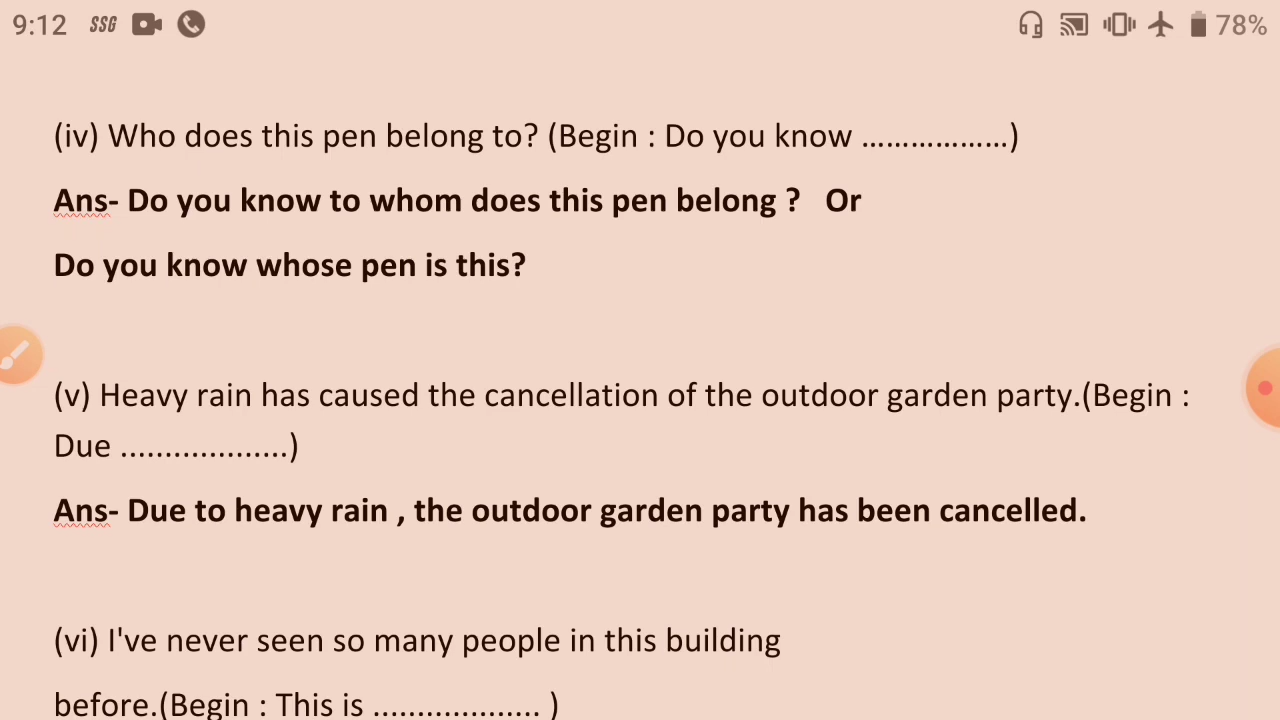 9:12 SSG 78%
(iv) Who does this pen belong to? (Begin : Do you know ..................)
Ans- Do you know to whom does this pen belong ? Or
Do you know whose pen is this?
(v) Heavy rain has caused the cancellation of the outdoor garden party.(Begin :
Due ...................)
Ans- Due to heavy rain , the outdoor garden party has been cancelled.
(vi) I've never seen so many people in this building
before.(Begin : This is ................... )